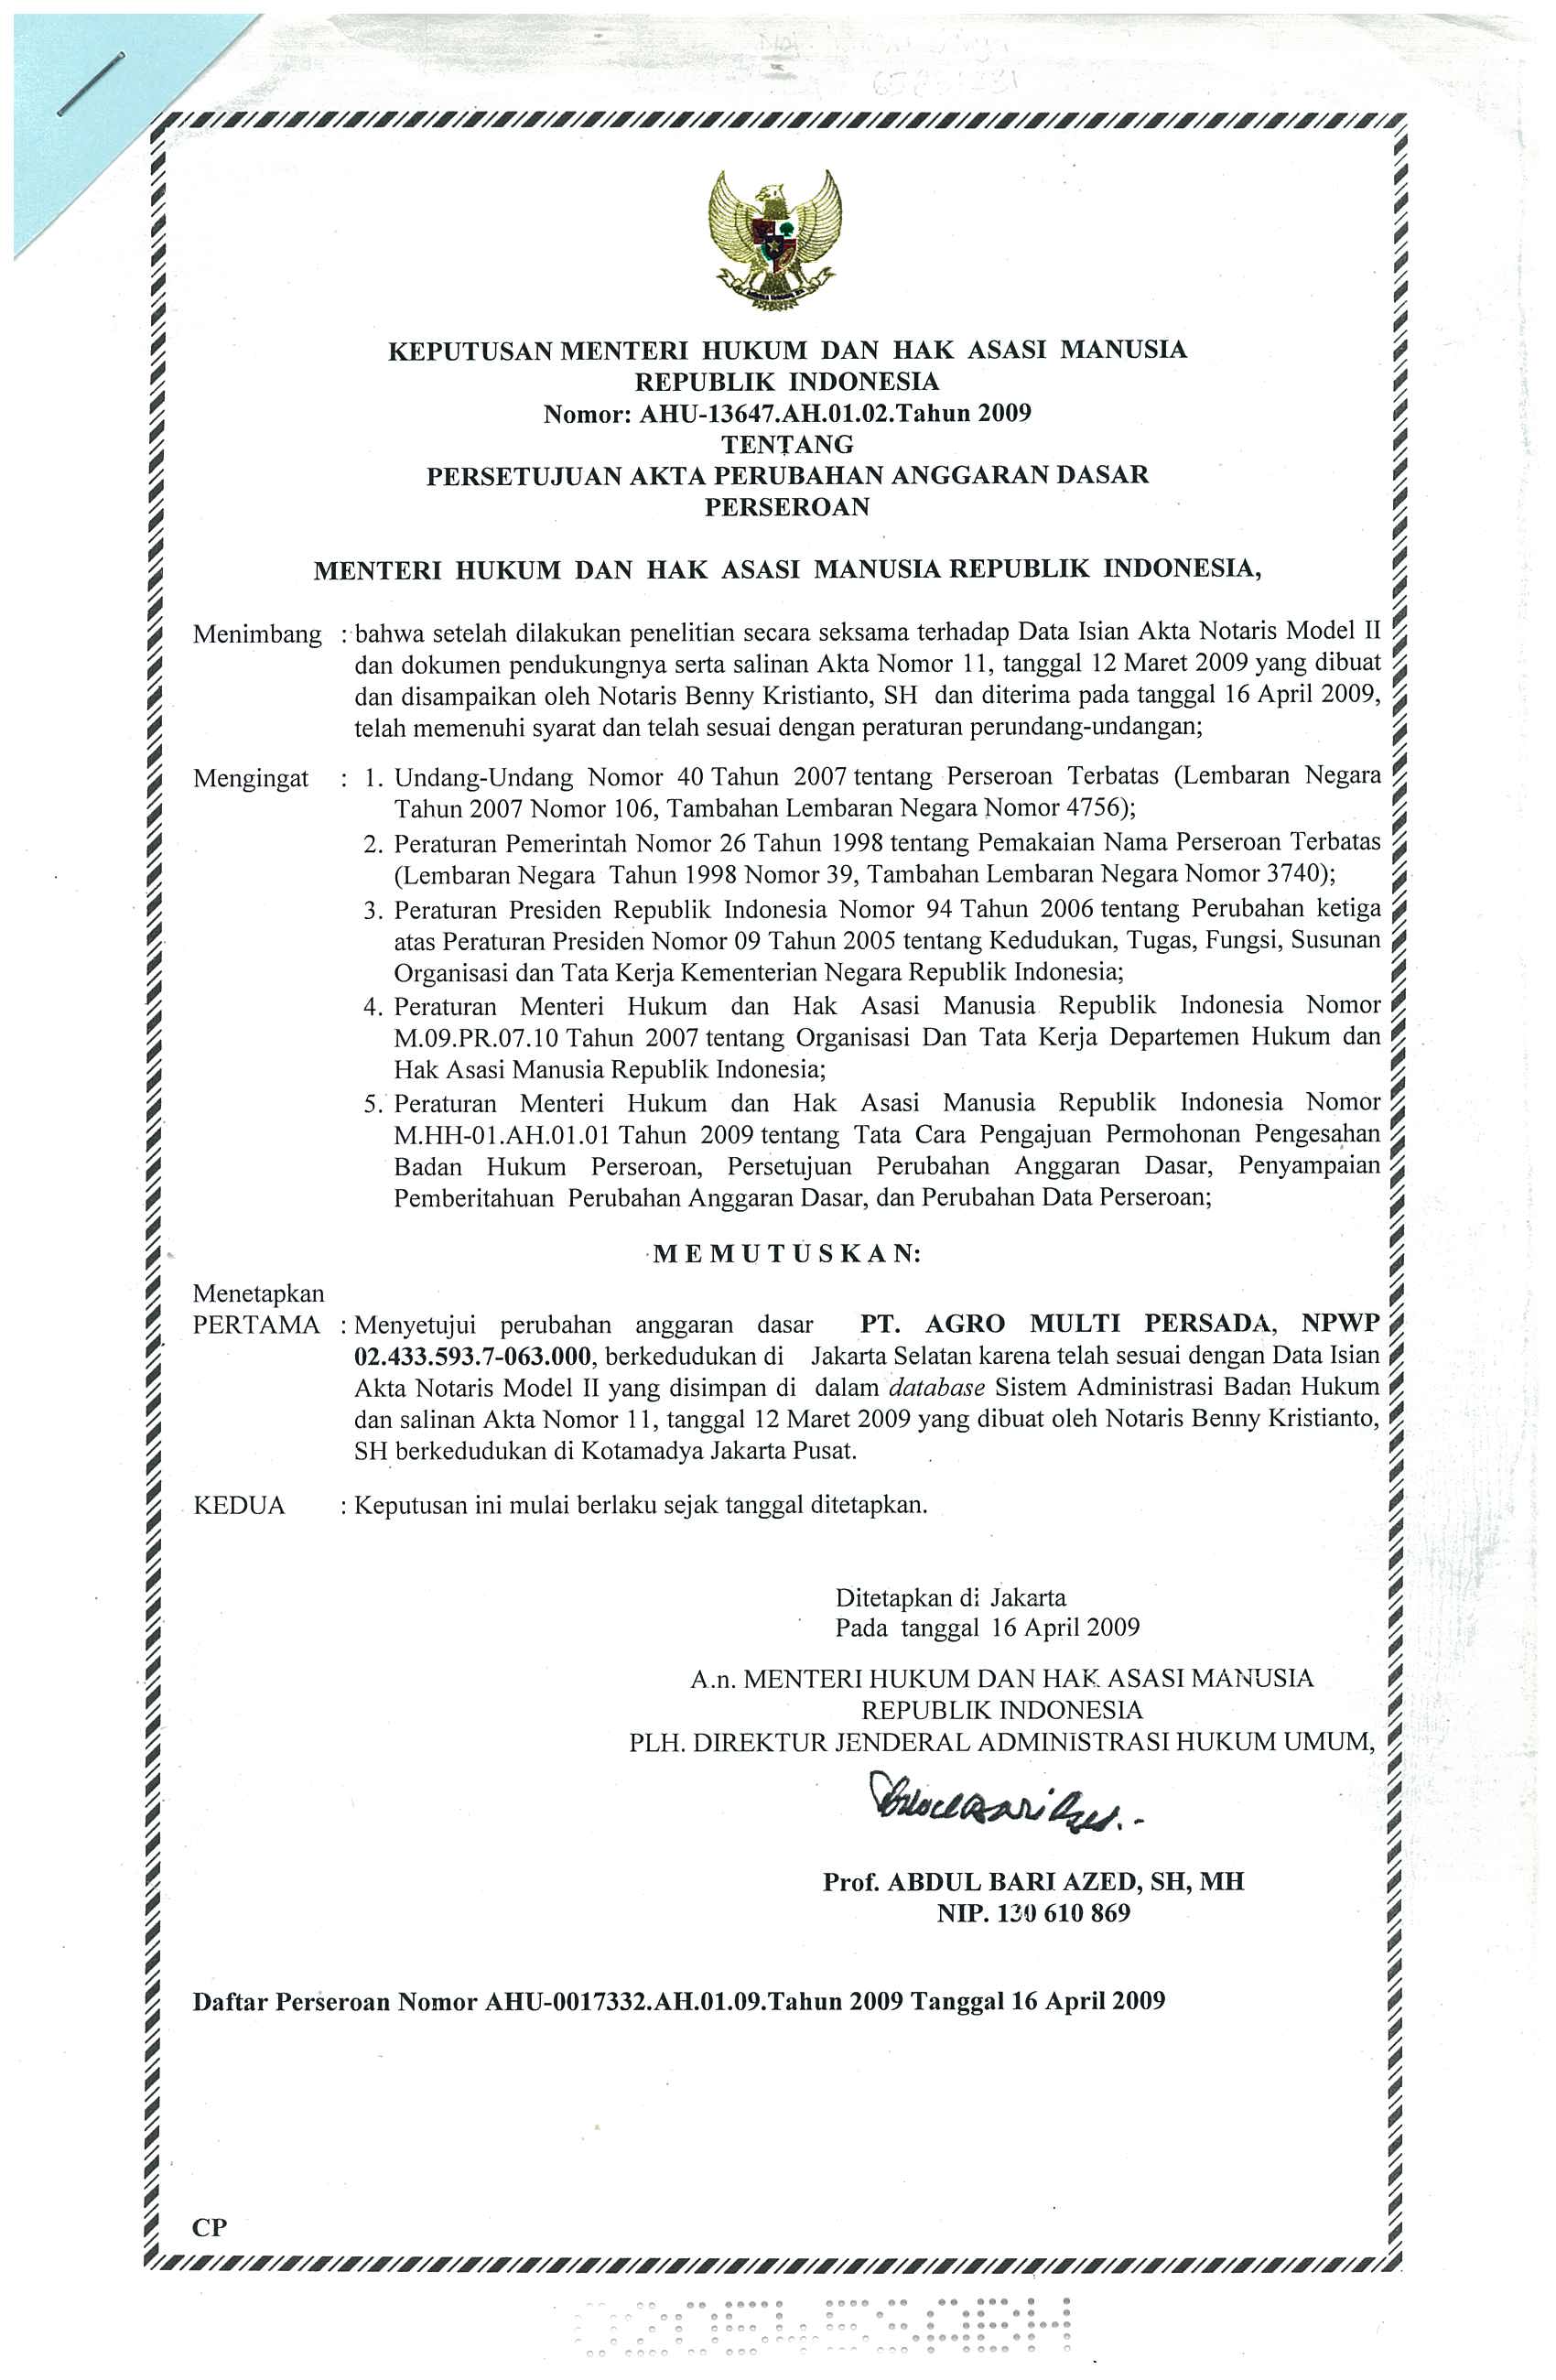 KEPUTUSAN MENTERI HUKUM DAN HAK ASASI MANUSIA
REPUBLIK INDONESIA
Nomor: AHU-13647.AH.01.02.Tahun 2009
TENTANG
PERSETUJUAN AKTA PERUBAHAN ANGGARAN DASAR
PERSEROAN
MENTERI HUKUM DAN HAK ASASI MANUSIA REPUBLIK INDONESIA,
Menimbang : bahwa setelah dilakukan penelitian secara seksama terhadap Data Isian Akta Notaris Model II
dan dokumen pendukungnya serta salinan Akta Nomor 11, tanggal 12 Maret 2009 yang dibuat
dan disampaikan oleh Notaris Benny Kristianto, SH dan diterima pada tanggal 16 April 2009,
telah memenuhi syarat dan telah sesuai dengan peraturan perundang-undangan;
Mengingat : 1. Undang-Undang Nomor 40 Tahun 2007 tentang Perseroan Terbatas (Lembaran Negara
Tahun 2007 Nomor 106, Tambahan Lembaran Negara Nomor 4756);
2. Peraturan Pemerintah Nomor 26 Tahun 1998 tentang Pemakaian Nama Perseroan Terbatas
(Lembaran Negara Tahun 1998 Nomor 39, Tambahan Lembaran Negara Nomor 3740);
3. Peraturan Presiden Republik Indonesia Nomor 94 Tahun 2006 tentang Perubahan ketiga
atas Peraturan Presiden Nomor 09 Tahun 2005 tentang Kedudukan, Tugas, Fungsi, Susunan
Organisasi dan Tata Kerja Kementerian Negara Republik Indonesia;
4. Peraturan Menteri Hukum dan Hak Asasi Manusia Republik Indonesia Nomor
M.09.PR.07.10 Tahun 2007 tentang Organisasi Dan Tata Kerja Departemen Hukum dan
Hak Asasi Manusia Republik Indonesia;
5. Peraturan Menteri Hukum dan Hak Asasi Manusia Republik Indonesia Nomor
M.HH-01.AH.01.01 Tahun 2009 tentang Tata Cara Pengajuan Permohonan Pengesahan
Badan Hukum Perseroan, Persetujuan Perubahan Anggaran Dasar, Penyampaian
Pemberitahuan Perubahan Anggaran Dasar, dan Perubahan Data Perseroan;
M E M U T U S K A N:
Menetapkan
PERTAMA : Menyetujui perubahan anggaran dasar PT. AGRO MULTI PERSADA, NPWP
02.433.593.7-063.000, berkedudukan di Jakarta Selatan karena telah sesuai dengan Data Isian
Akta Notaris Model II yang disimpan di dalam database Sistem Administrasi Badan Hukum
dan salinan Akta Nomor 11, tanggal 12 Maret 2009 yang dibuat oleh Notaris Benny Kristianto,
SH berkedudukan di Kotamadya Jakarta Pusat.
KEDUA : Keputusan ini mulai berlaku sejak tanggal ditetapkan.
Ditetapkan di Jakarta
Pada tanggal 16 April 2009
A.n. MENTERI HUKUM DAN HAK ASASI MANUSIA
REPUBLIK INDONESIA
PLH. DIREKTUR JENDERAL ADMINISTRASI HUKUM UMUM,
Prof. ABDUL BARI AZED, SH, MH
NIP. 130 610 869
Daftar Perseroan Nomor AHU-0017332.AH.01.09.Tahun 2009 Tanggal 16 April 2009
CP